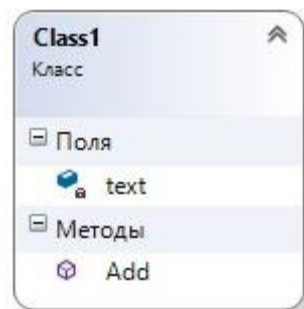 Class1
Класс
Поля
text
Методы
Add